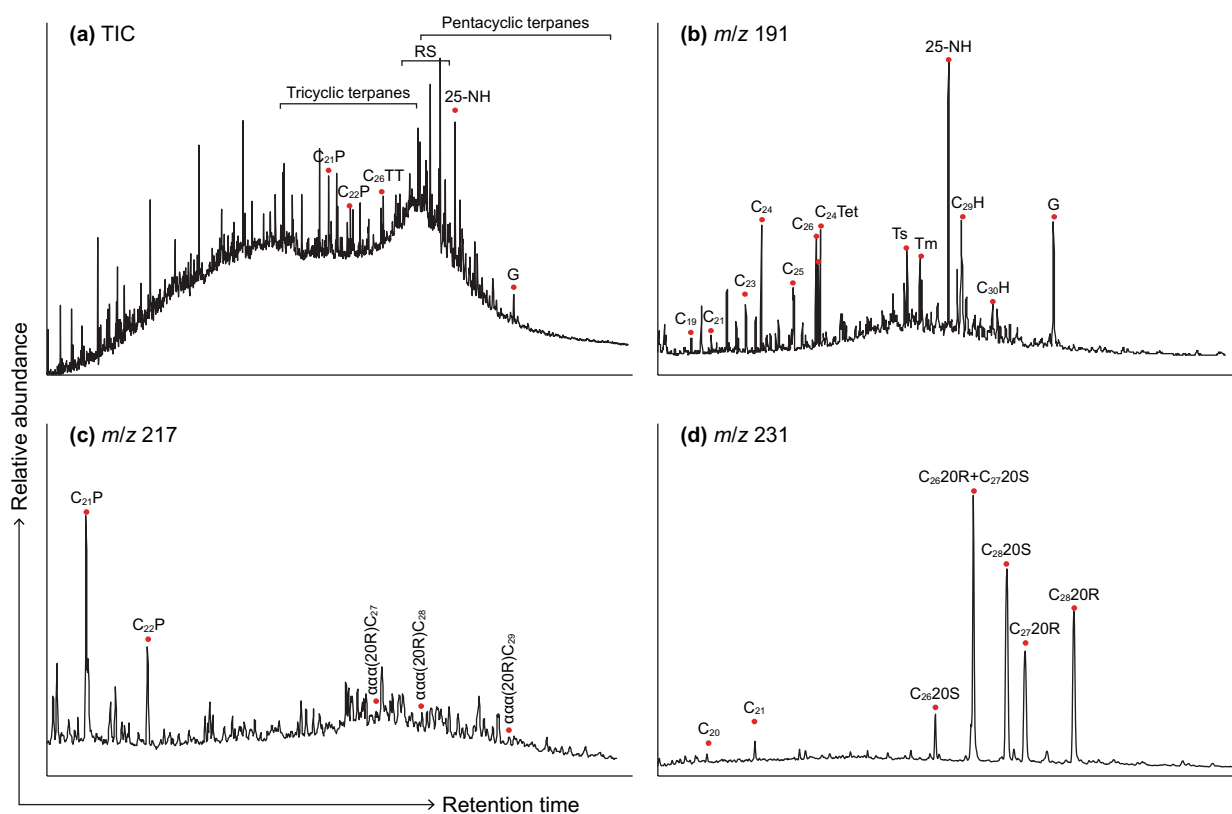 (a) TIC
Pentacyclic terpanes
RS
Tricyclic terpanes
25-NH
C₂₁P
C₂₂P
C₂₆TT
G
(b) m/z 191
25-NH
C₁₉
C₂₁
C₂₃
C₂₄
C₂₅
C₂₆
C₂₄Tet
Ts
Tm
C₂₉H
C₃₀H
G
(c) m/z 217
C₂₁P
C₂₂P
ααα(20R)C₂₇
ααα(20R)C₂₈
ααα(20R)C₂₉
(d) m/z 231
C₂₀
C₂₁
C₂₆20S
C₂₆20R+C₂₇20S
C₂₈20S
C₂₇20R
C₂₈20R
Relative abundance
Retention time